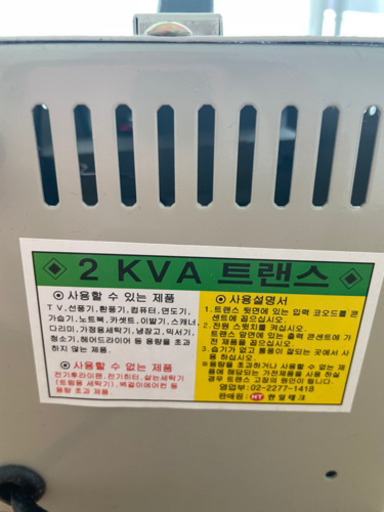 2 KVA 트랜스
⊙ 사용할 수 있는 제품
T V, 선풍기, 환풍기, 컴퓨터, 면도기,
가습기, 노트북, 카셋트, 이발기, 스캐너,
다리미, 가정용세탁기, 냉장고, 믹서기,
청소기, 헤어드라이어 등 용량을 초과
하지 않는 제품.
⊙ 사용할수 없는 제품
전기후라이팬, 전기히터, 삶는세탁기
(트럼용 세탁기), 벽걸이에어컨 등
용량 초과 제품
⊙ 사용설명서
1. 트랜스 뒷면에 있는 입력 코오드를 콘
센트에 꽂으십시오.
2. 전원 스윗치를 켜십시오.
트랜스 앞면에 있는 출력 콘센트에 가
전 제품을 꽂으십시오.
3. 습기가 없고 통풍이 잘되는 곳에서 사
용 하십시오.
※용량을 초과하거나 사용할수 없는 제품
용에 해당되는 가전제품을 사용 하실
경우 트랜스 고장의 원인이 됩니다.
영업부: 02-2277-1418
판매원: HT 한일테크